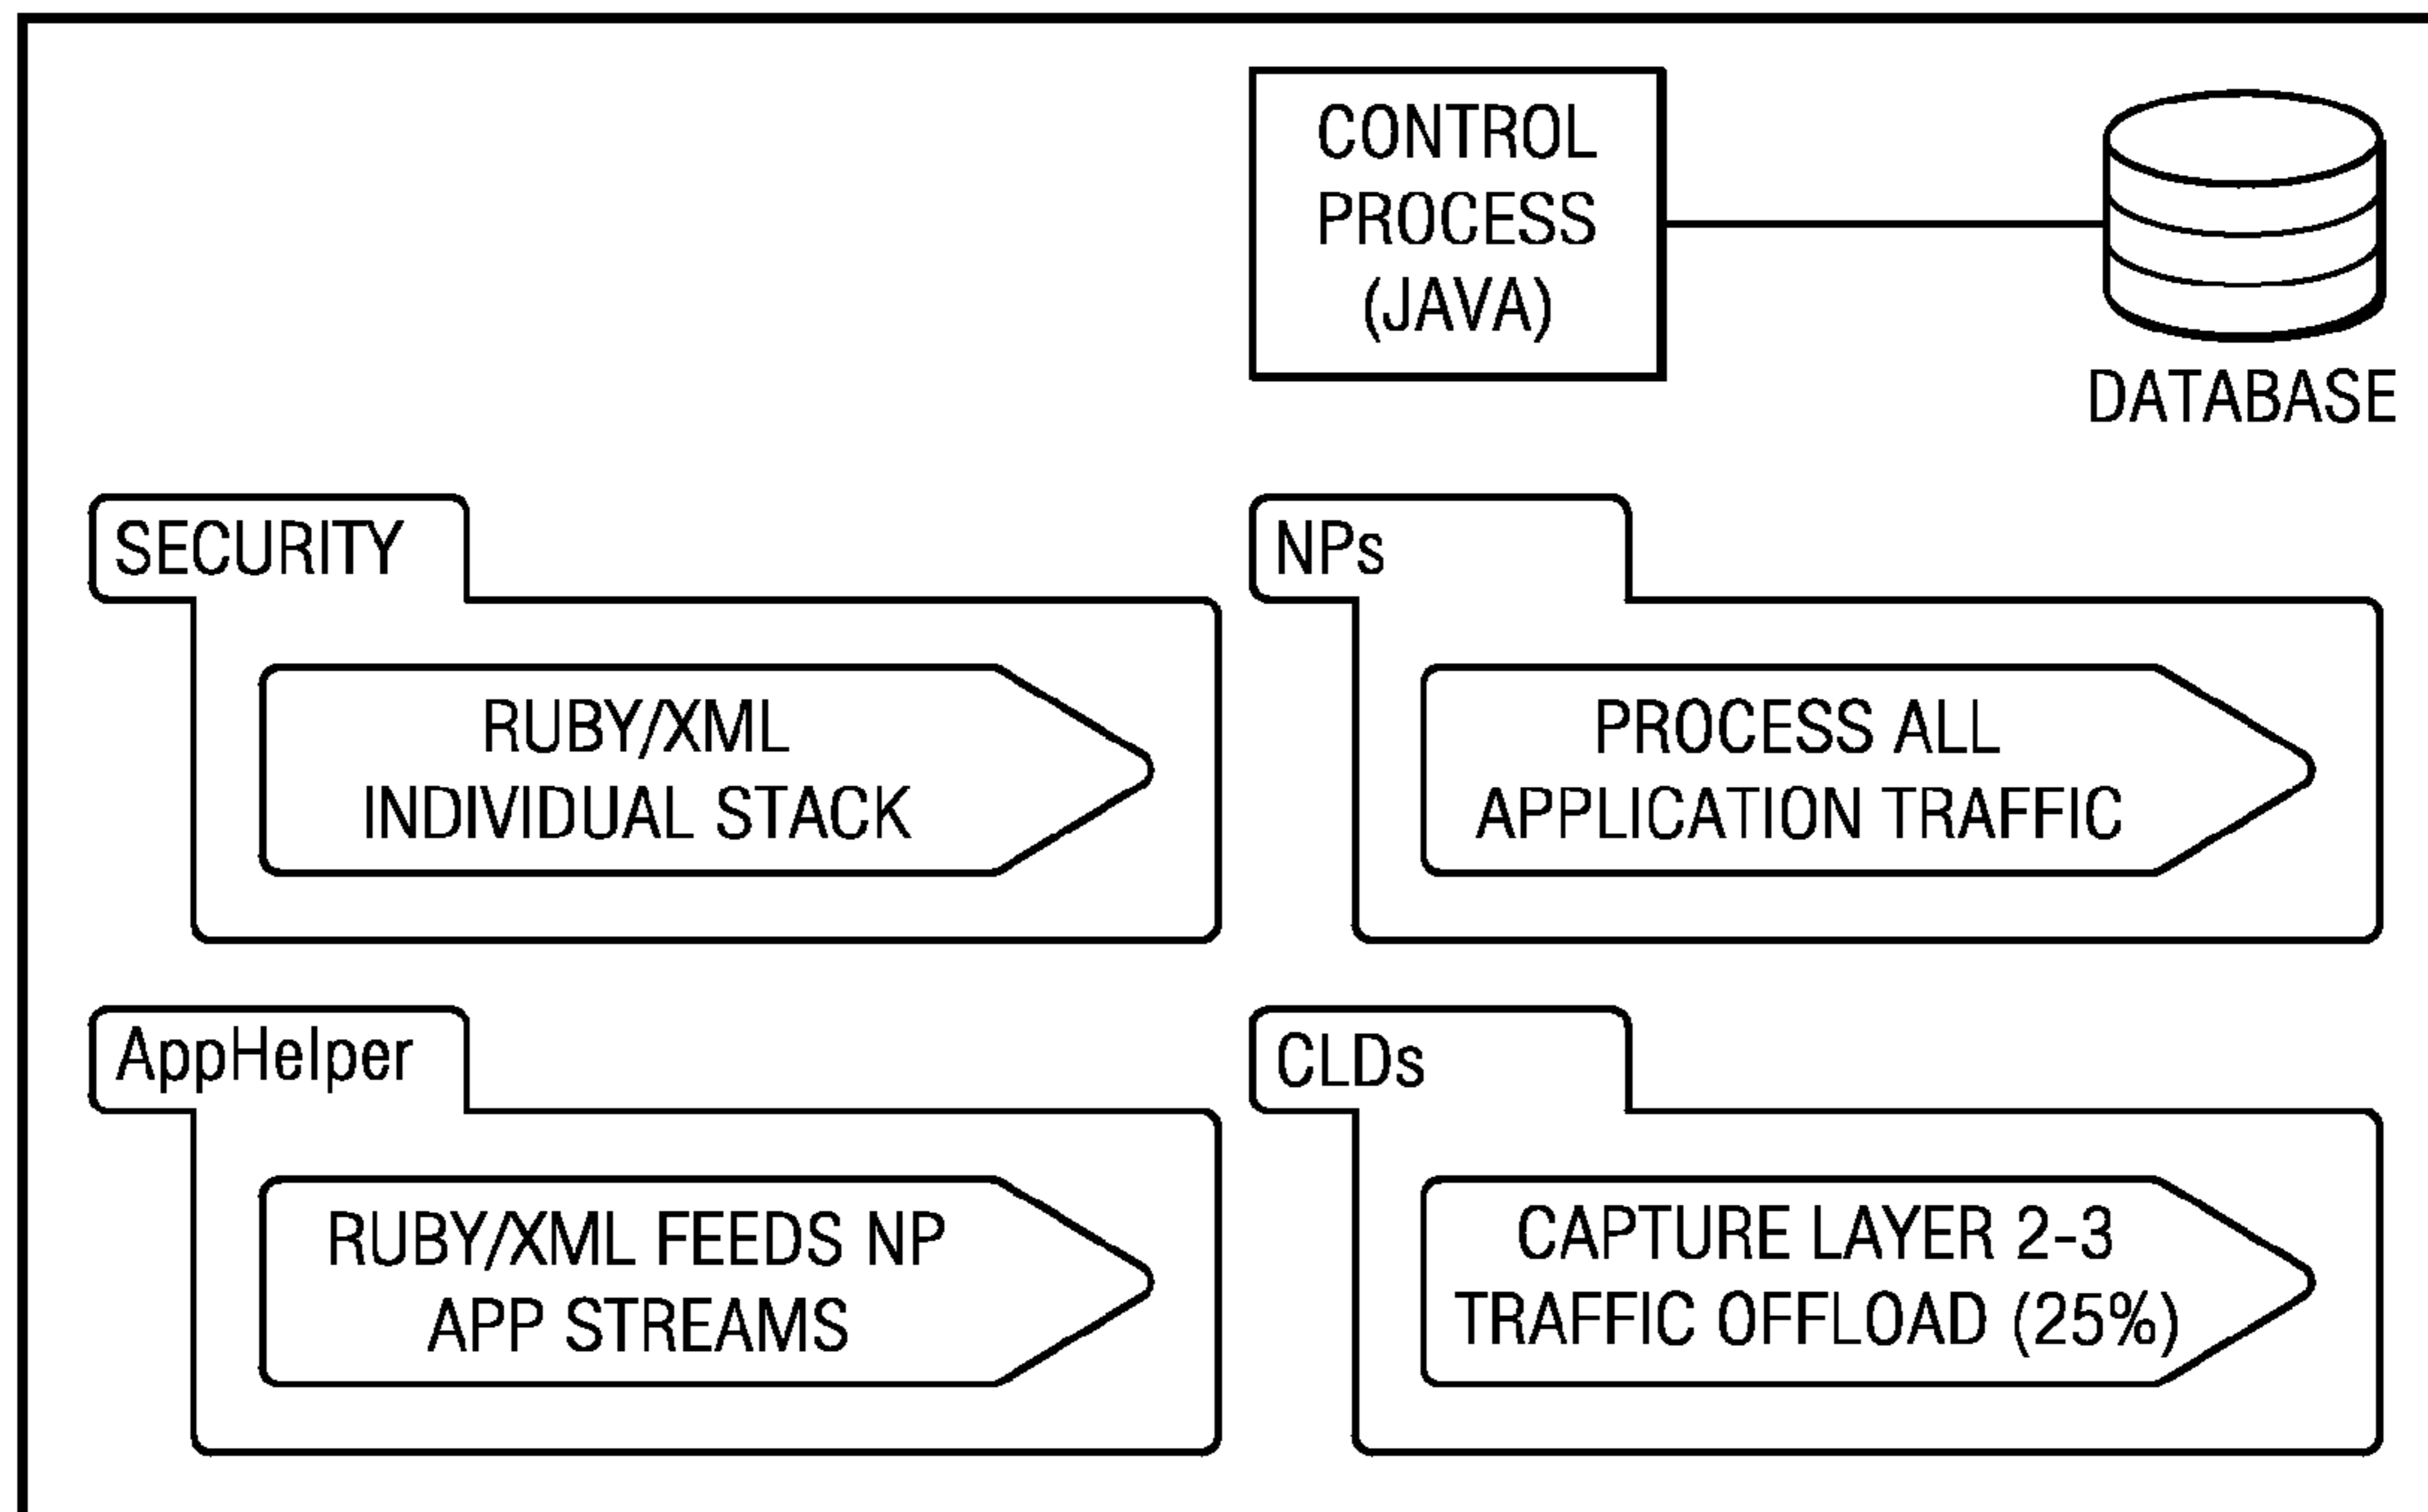 CONTROL
PROCESS
(JAVA)
DATABASE
SECURITY
RUBY/XML
INDIVIDUAL STACK
NPs
PROCESS ALL
APPLICATION TRAFFIC
AppHelper
RUBY/XML FEEDS NP
APP STREAMS
CLDs
CAPTURE LAYER 2-3
TRAFFIC OFFLOAD (25%)